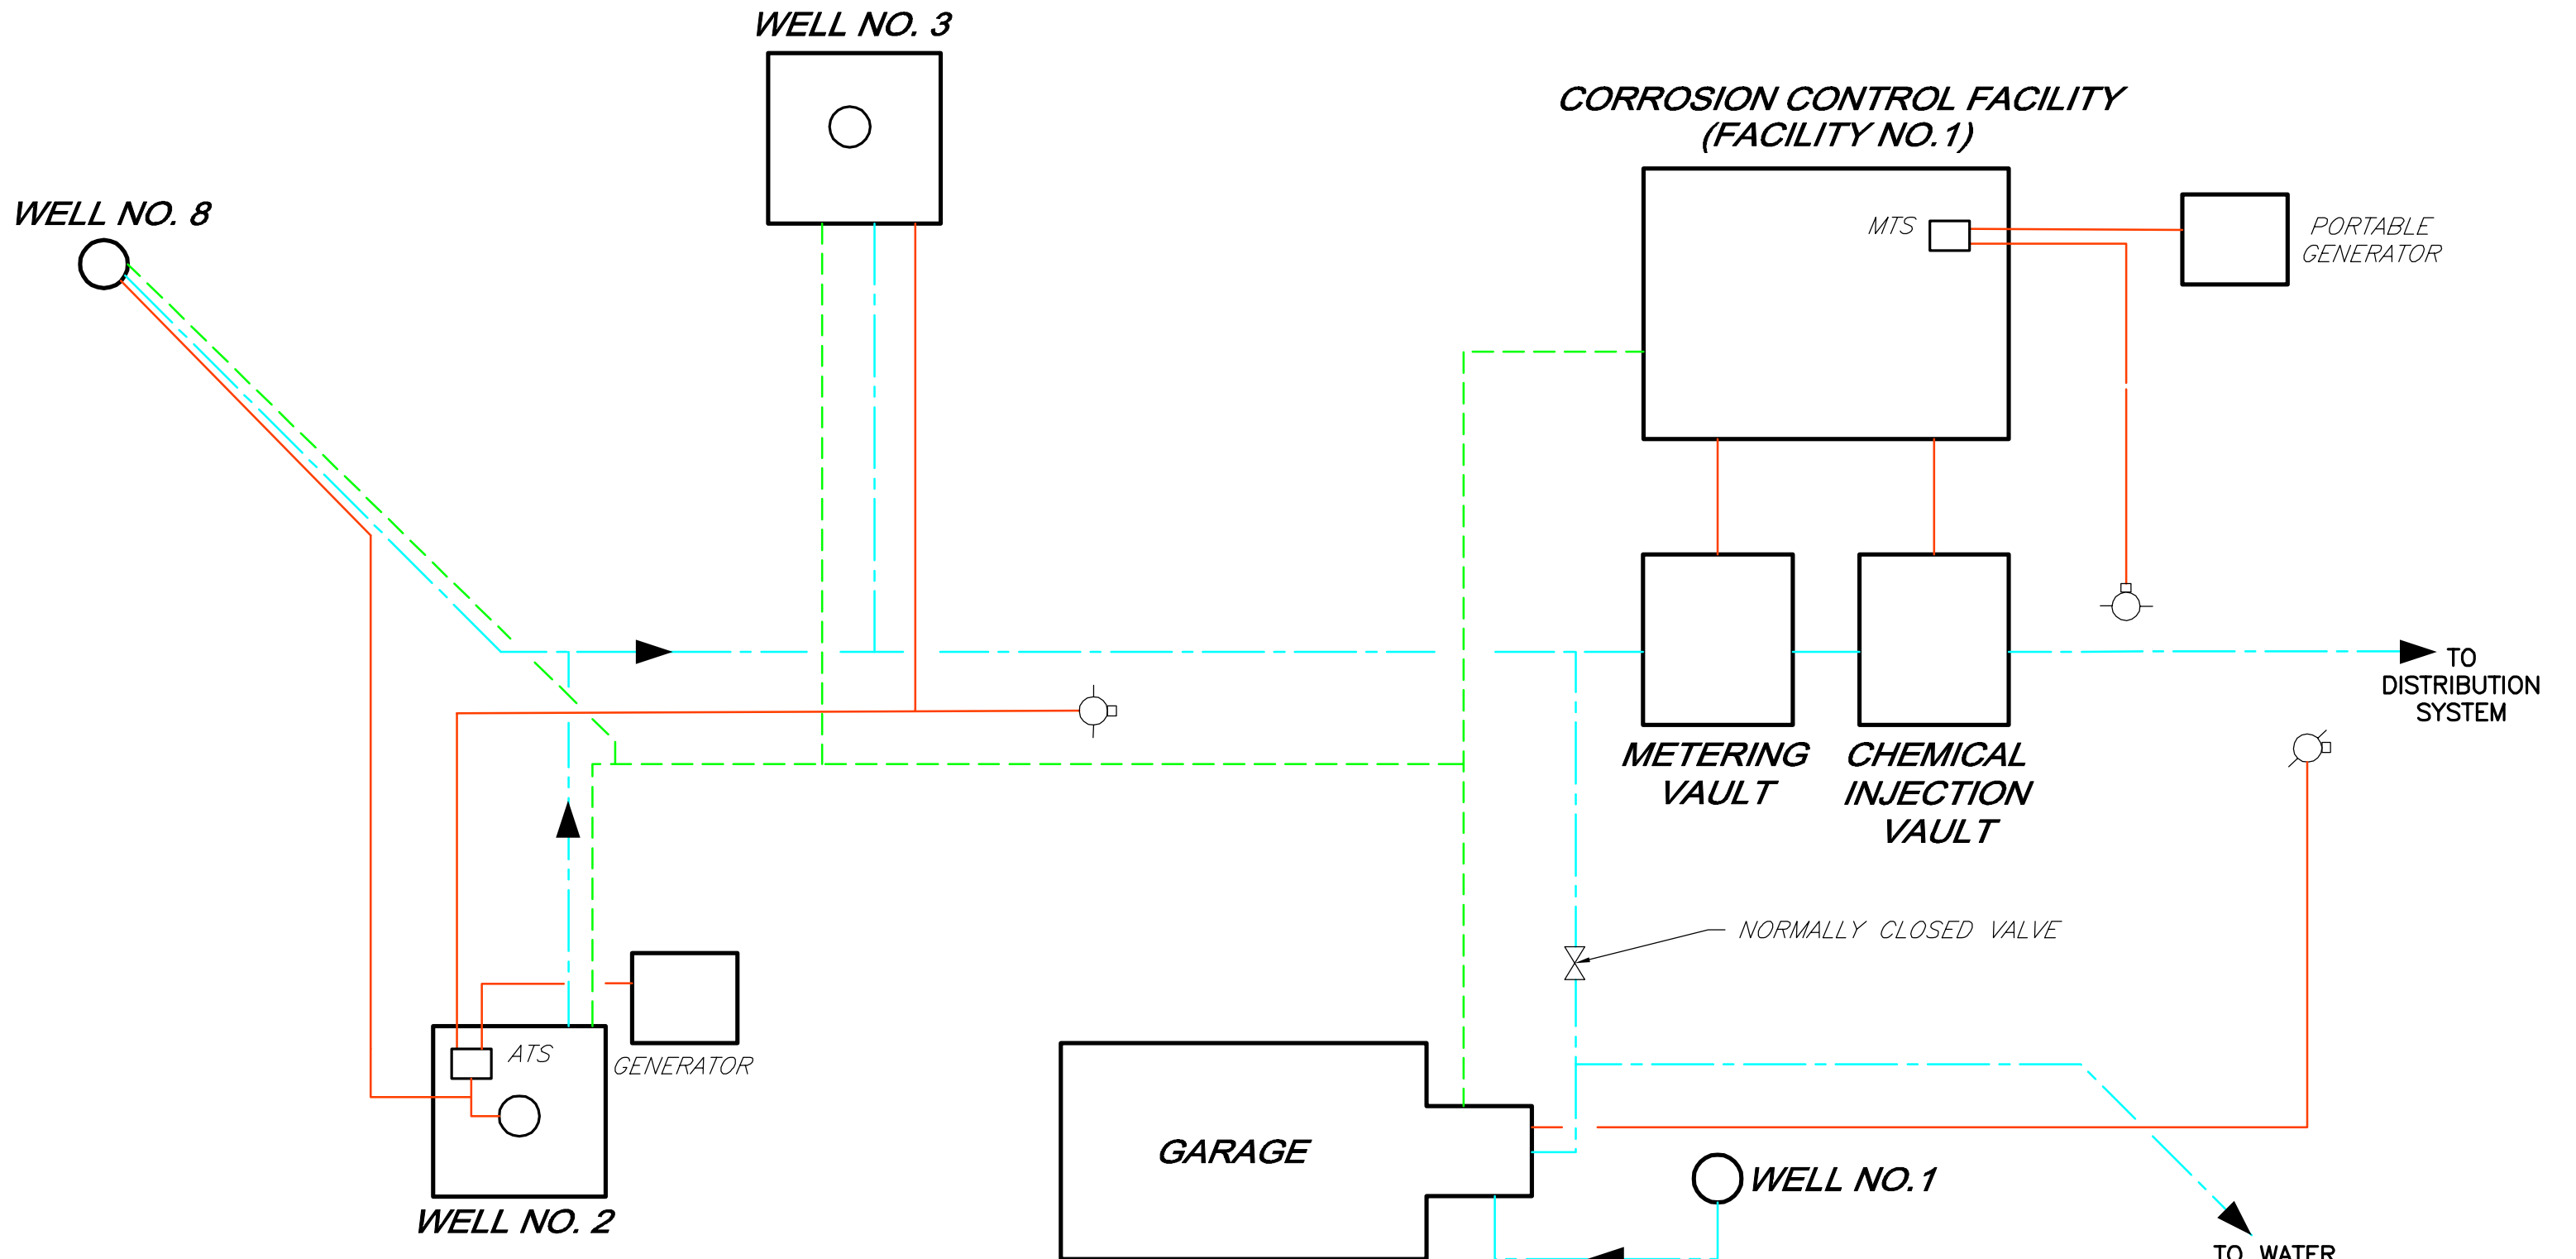 WELL NO. 3
CORROSION CONTROL FACILITY
(FACILITY NO.1)
WELL NO. 8
MTS
PORTABLE
GENERATOR
TO
DISTRIBUTION
SYSTEM
METERING
VAULT
CHEMICAL
INJECTION
VAULT
NORMALLY CLOSED VALVE
ATS
GENERATOR
GARAGE
WELL NO.1
WELL NO. 2
TO WATER